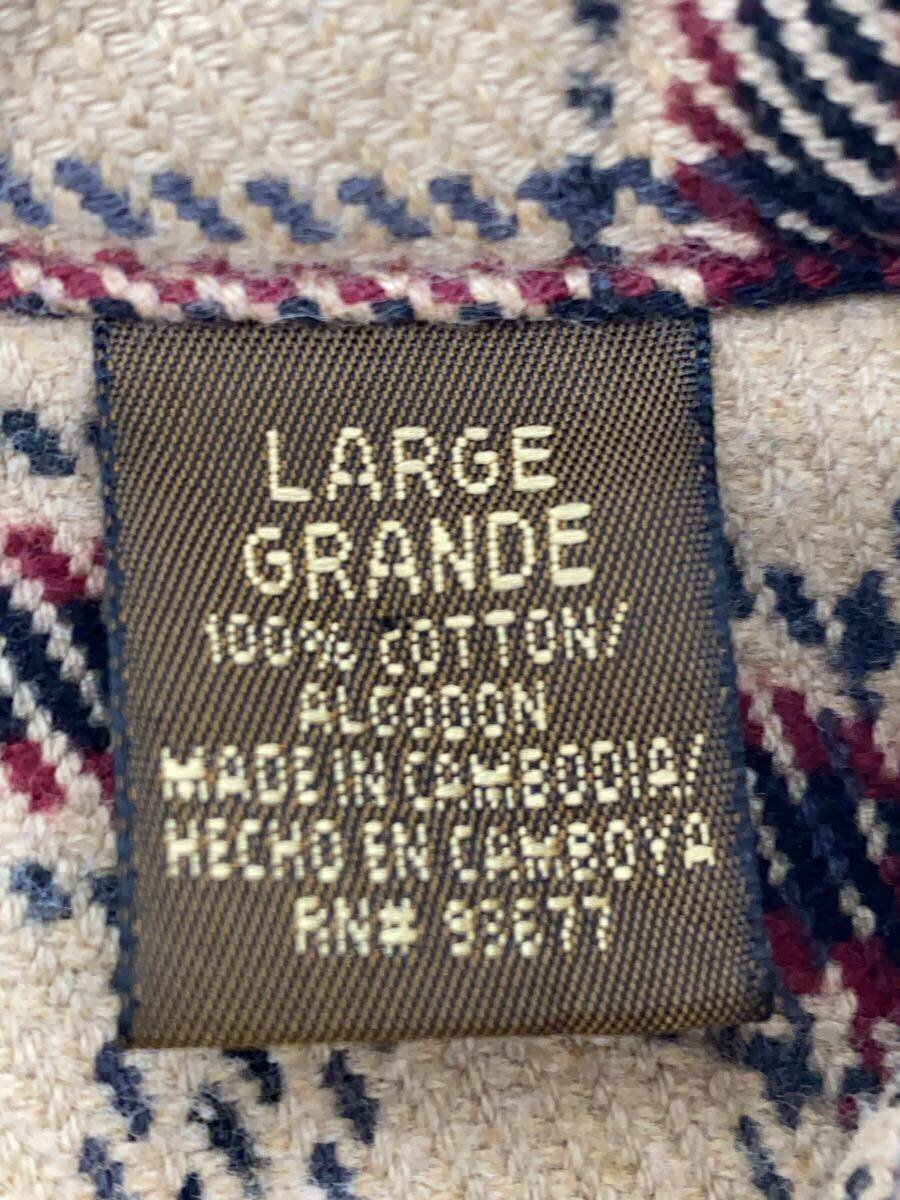 LARGE
GRANDE
100% COTTON/
ALGODON
MADE IN CAMBODIA/
HECHO EN CAMBOYA
RN# 93677